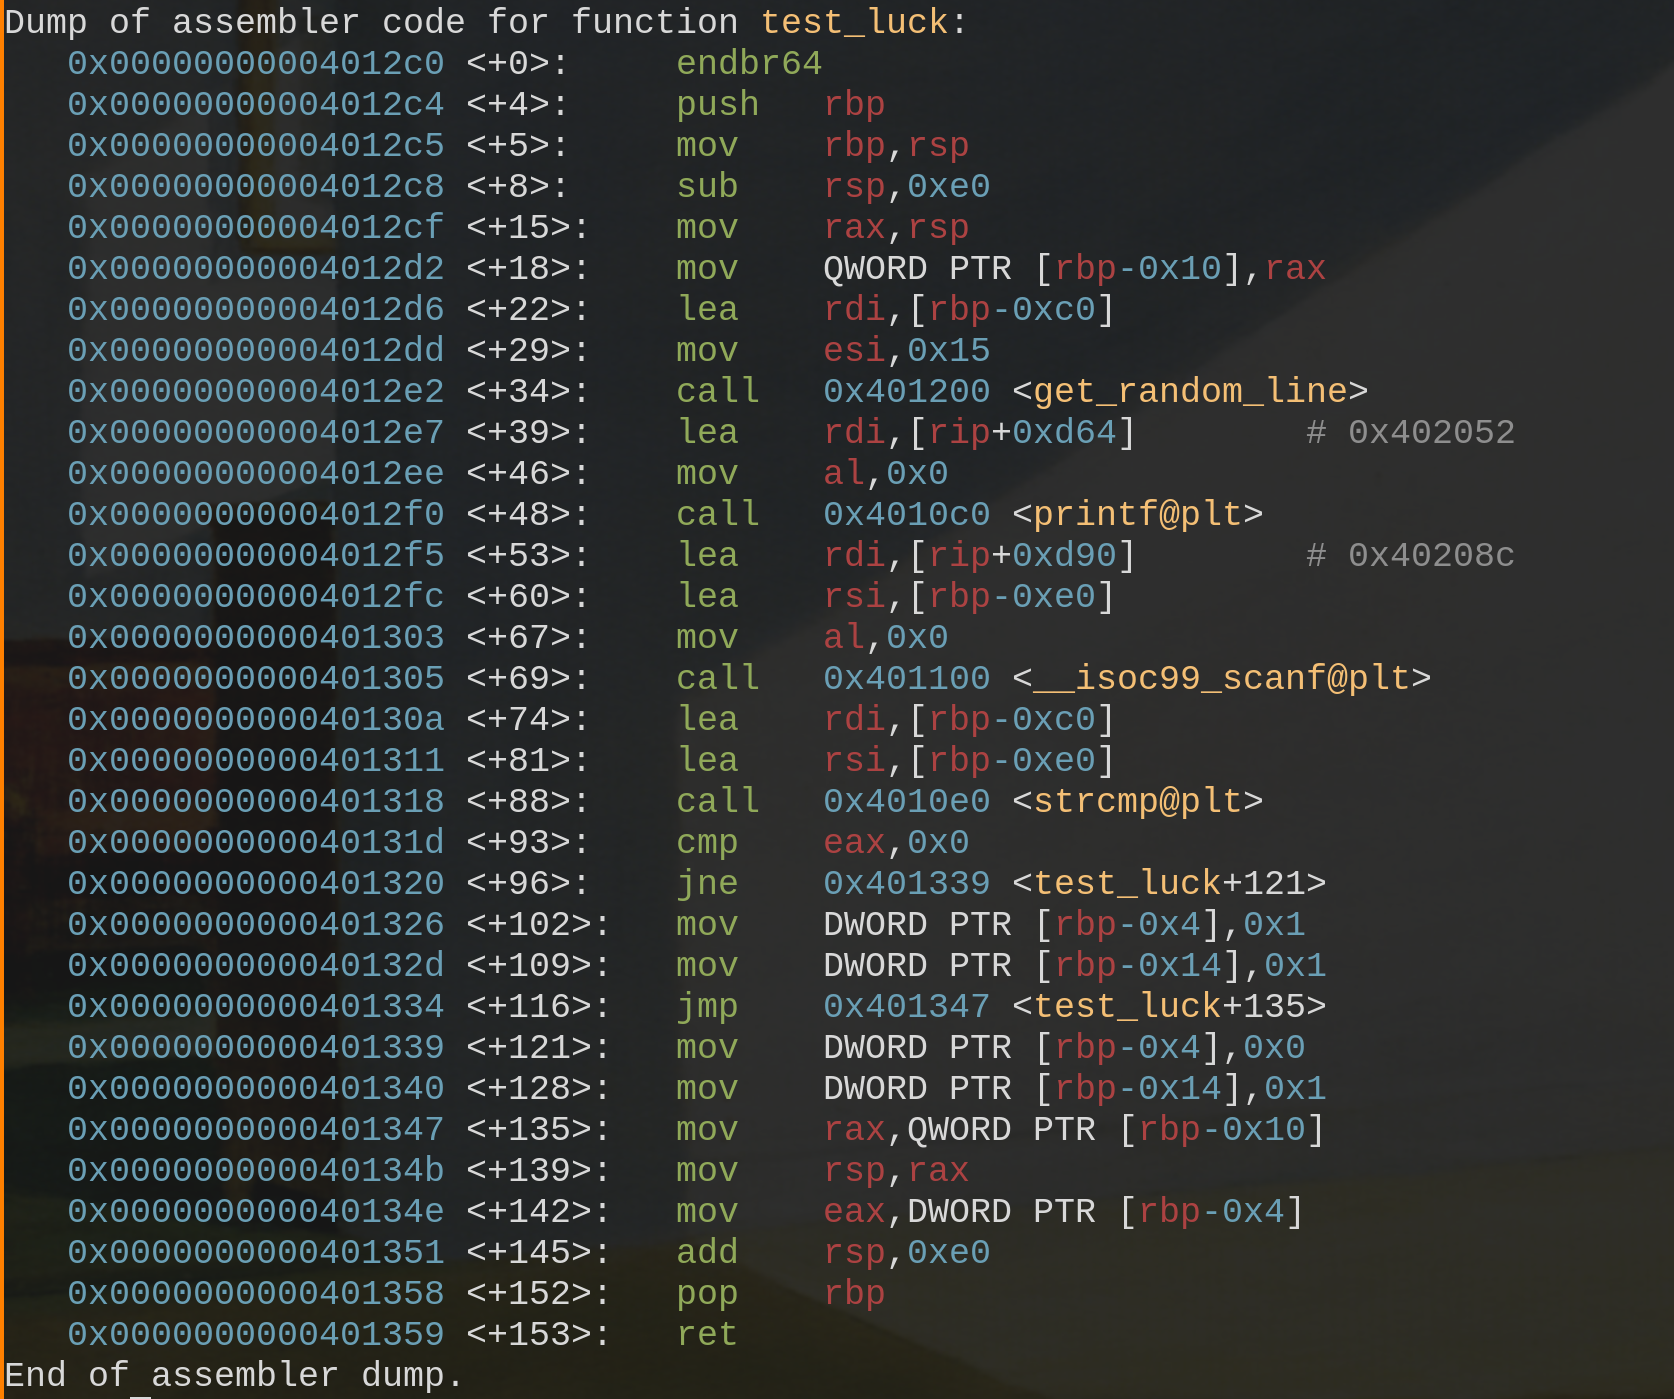 Dump of assembler code for function test_luck:
   0x00000000004012c0 <+0>:     endbr64
   0x00000000004012c4 <+4>:     push   rbp
   0x00000000004012c5 <+5>:     mov    rbp,rsp
   0x00000000004012c8 <+8>:     sub    rsp,0xe0
   0x00000000004012cf <+15>:    mov    rax,rsp
   0x00000000004012d2 <+18>:    mov    QWORD PTR [rbp-0x10],rax
   0x00000000004012d6 <+22>:    lea    rdi,[rbp-0xc0]
   0x00000000004012dd <+29>:    mov    esi,0x15
   0x00000000004012e2 <+34>:    call   0x401200 <get_random_line>
   0x00000000004012e7 <+39>:    lea    rdi,[rip+0xd64]        # 0x402052
   0x00000000004012ee <+46>:    mov    al,0x0
   0x00000000004012f0 <+48>:    call   0x4010c0 <printf@plt>
   0x00000000004012f5 <+53>:    lea    rdi,[rip+0xd90]        # 0x40208c
   0x00000000004012fc <+60>:    lea    rsi,[rbp-0xe0]
   0x0000000000401303 <+67>:    mov    al,0x0
   0x0000000000401305 <+69>:    call   0x401100 <__isoc99_scanf@plt>
   0x000000000040130a <+74>:    lea    rdi,[rbp-0xc0]
   0x0000000000401311 <+81>:    lea    rsi,[rbp-0xe0]
   0x0000000000401318 <+88>:    call   0x4010e0 <strcmp@plt>
   0x000000000040131d <+93>:    cmp    eax,0x0
   0x0000000000401320 <+96>:    jne    0x401339 <test_luck+121>
   0x0000000000401326 <+102>:   mov    DWORD PTR [rbp-0x4],0x1
   0x000000000040132d <+109>:   mov    DWORD PTR [rbp-0x14],0x1
   0x0000000000401334 <+116>:   jmp    0x401347 <test_luck+135>
   0x0000000000401339 <+121>:   mov    DWORD PTR [rbp-0x4],0x0
   0x0000000000401340 <+128>:   mov    DWORD PTR [rbp-0x14],0x1
   0x0000000000401347 <+135>:   mov    rax,QWORD PTR [rbp-0x10]
   0x000000000040134b <+139>:   mov    rsp,rax
   0x000000000040134e <+142>:   mov    eax,DWORD PTR [rbp-0x4]
   0x0000000000401351 <+145>:   add    rsp,0xe0
   0x0000000000401358 <+152>:   pop    rbp
   0x0000000000401359 <+153>:   ret
End of assembler dump.